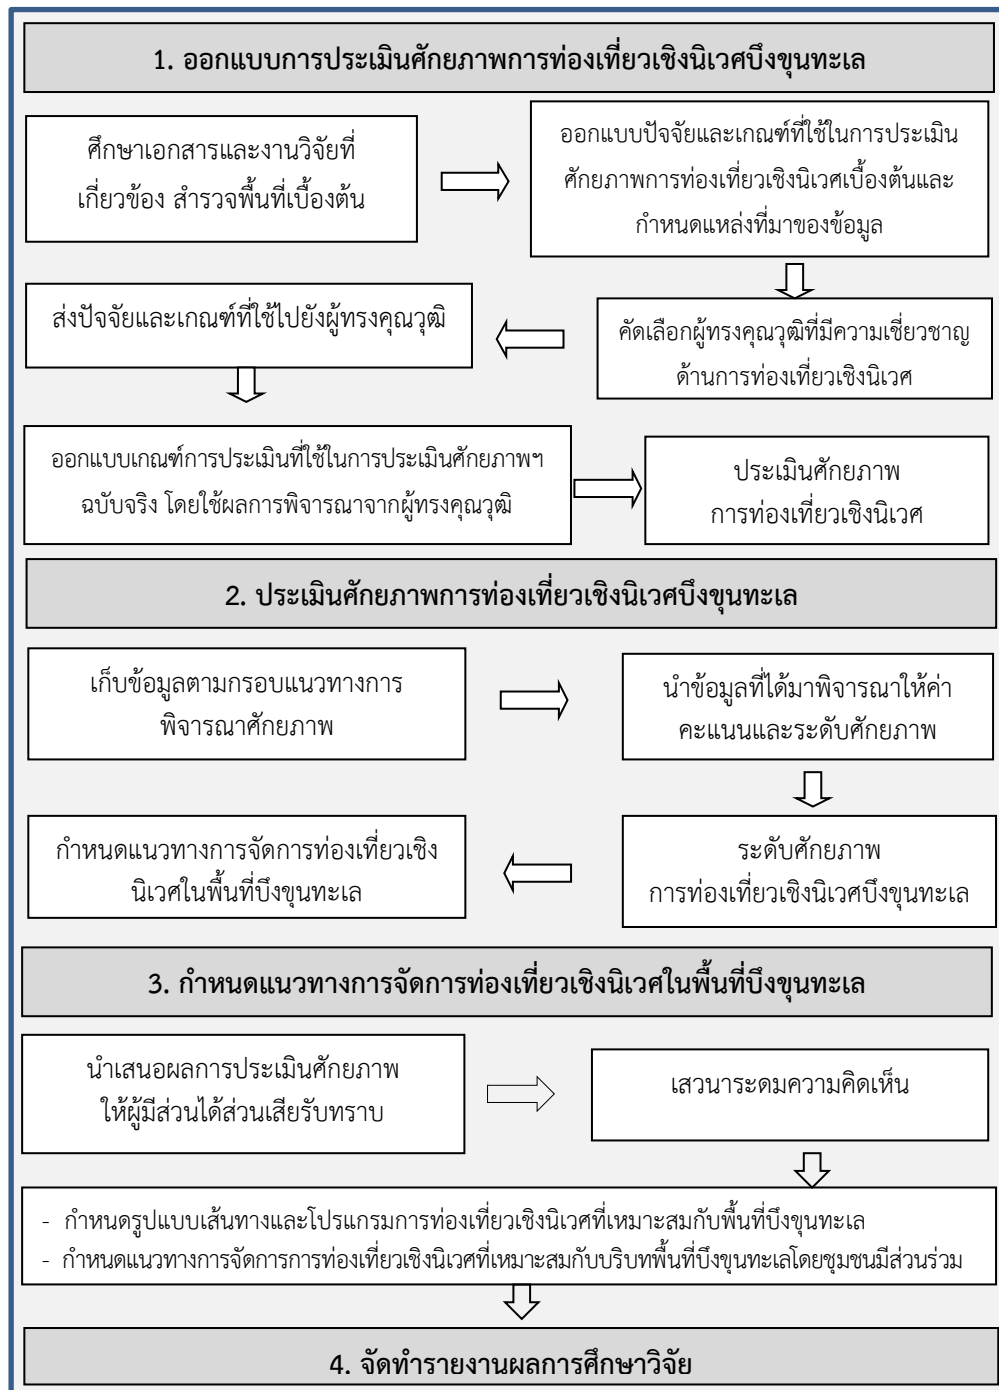 1. ออกแบบการประเมินศักยภาพการท่องเที่ยวเชิงนิเวศบึงขุนทะเล
ศึกษาเอกสารและงานวิจัยที่
เกี่ยวข้อง สำรวจพื้นที่เบื้องต้น
ออกแบบปัจจัยและเกณฑ์ที่ใช้ในการประเมิน
ศักยภาพการท่องเที่ยวเชิงนิเวศเบื้องต้นและ
กำหนดแหล่งที่มาของข้อมูล
คัดเลือกผู้ทรงคุณวุฒิที่มีความเชี่ยวชาญ
ด้านการท่องเที่ยวเชิงนิเวศ
ส่งปัจจัยและเกณฑ์ที่ใช้ไปยังผู้ทรงคุณวุฒิ
ออกแบบเกณฑ์การประเมินที่ใช้ในการประเมินศักยภาพฯ
ฉบับจริง โดยใช้ผลการพิจารณาจากผู้ทรงคุณวุฒิ
ประเมินศักยภาพ
การท่องเที่ยวเชิงนิเวศ
2. ประเมินศักยภาพการท่องเที่ยวเชิงนิเวศบึงขุนทะเล
เก็บข้อมูลตามกรอบแนวทางการ
พิจารณาศักยภาพ
นำข้อมูลที่ได้มาพิจารณาให้ค่า
คะแนนและระดับศักยภาพ
ระดับศักยภาพ
การท่องเที่ยวเชิงนิเวศบึงขุนทะเล
กำหนดแนวทางการจัดการท่องเที่ยวเชิง
นิเวศในพื้นที่บึงขุนทะเล
3. กำหนดแนวทางการจัดการท่องเที่ยวเชิงนิเวศในพื้นที่บึงขุนทะเล
นำเสนอผลการประเมินศักยภาพ
ให้ผู้มีส่วนได้ส่วนเสียรับทราบ
เสวนาระดมความคิดเห็น
- กำหนดรูปแบบเส้นทางและโปรแกรมการท่องเที่ยวเชิงนิเวศที่เหมาะสมกับพื้นที่บึงขุนทะเล
- กำหนดแนวทางการจัดการการท่องเที่ยวเชิงนิเวศที่เหมาะสมกับบริบทพื้นที่บึงขุนทะเลโดยชุมชนมีส่วนร่วม
4. จัดทำรายงานผลการศึกษาวิจัย